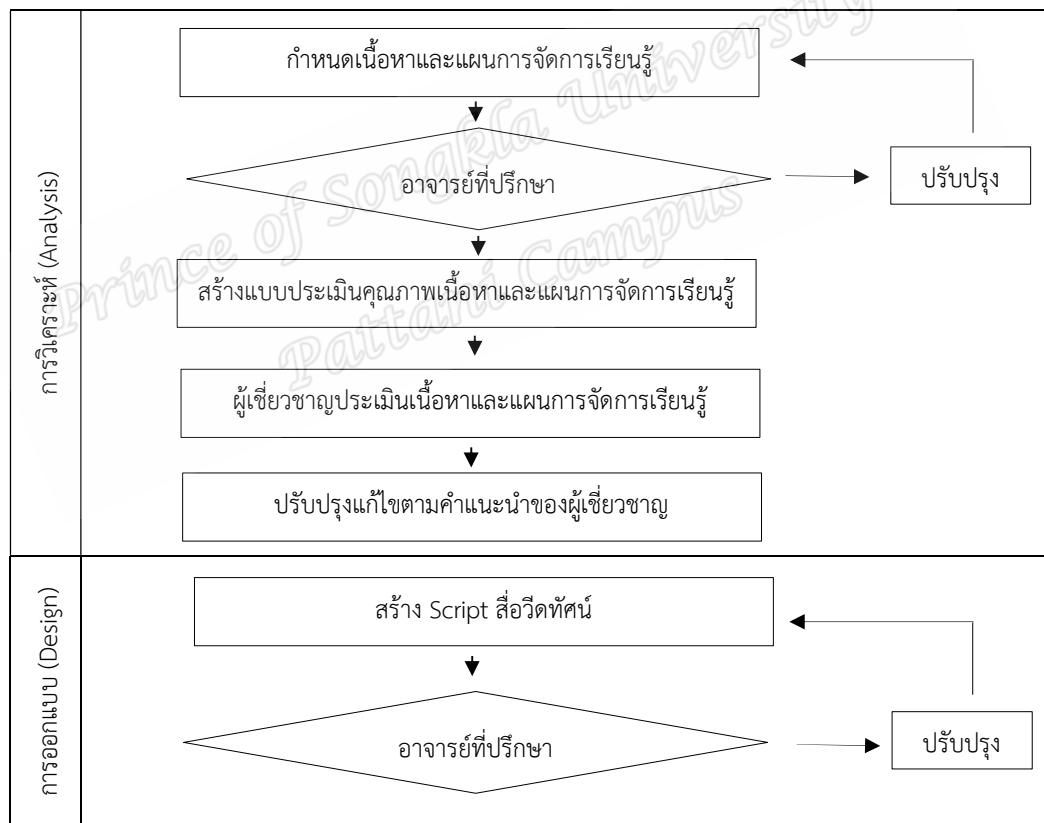 กำหนดเนื้อหาและแผนการจัดการเรียนรู้
อาจารย์ที่ปรึกษา
ปรับปรุง
สร้างแบบประเมินคุณภาพเนื้อหาและแผนการจัดการเรียนรู้
ผู้เชี่ยวชาญประเมินเนื้อหาและแผนการจัดการเรียนรู้
ปรับปรุงแก้ไขตามคำแนะนำของผู้เชี่ยวชาญ
การวิเคราะห์ (Analysis)
สร้าง Script สื่อวีดทัศน์
อาจารย์ที่ปรึกษา
ปรับปรุง
การออกแบบ (Design)
Prince of Songkla University
Pattani Campus